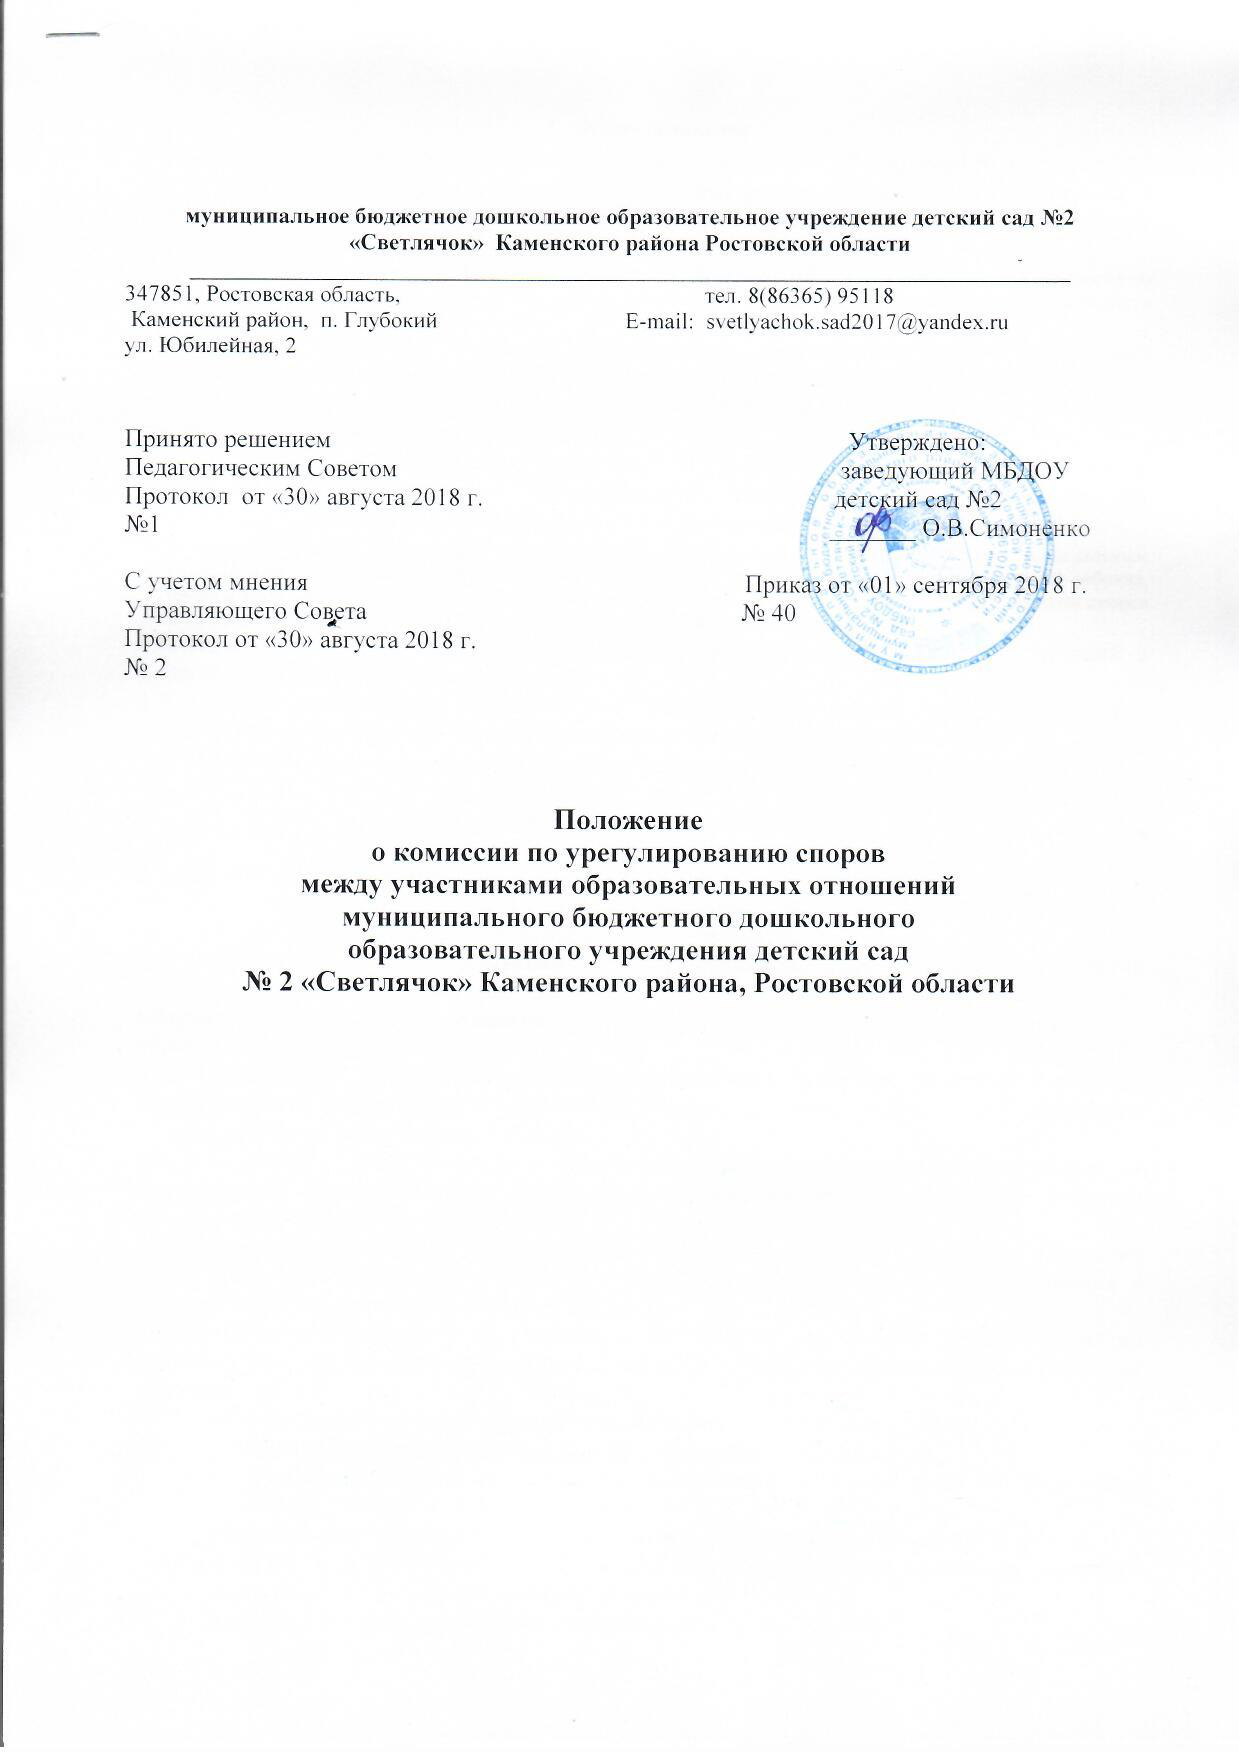 муниципальное бюджетное дошкольное образовательное учреждение детский сад №2
«Светлячок» Каменского района Ростовской области
347851, Ростовская область, тел. 8(86365) 95118
Каменский район, п. Глубокий E-mail: svetlyachok.sad2017@yandex.ru
ул. Юбилейная, 2
Принято решением Утверждено:
Педагогическим Советом заведующий МБДОУ
Протокол от «30» августа 2018 г. детский сад №2
№1 ________ О.В.Симоненко
С учетом мнения Приказ от «01» сентября 2018 г.
Управляющего Совета № 40
Протокол от «30» августа 2018 г.
№ 2
Положение
о комиссии по урегулированию споров
между участниками образовательных отношений
муниципального бюджетного дошкольного
образовательного учреждения детский сад
№ 2 «Светлячок» Каменского района, Ростовской области